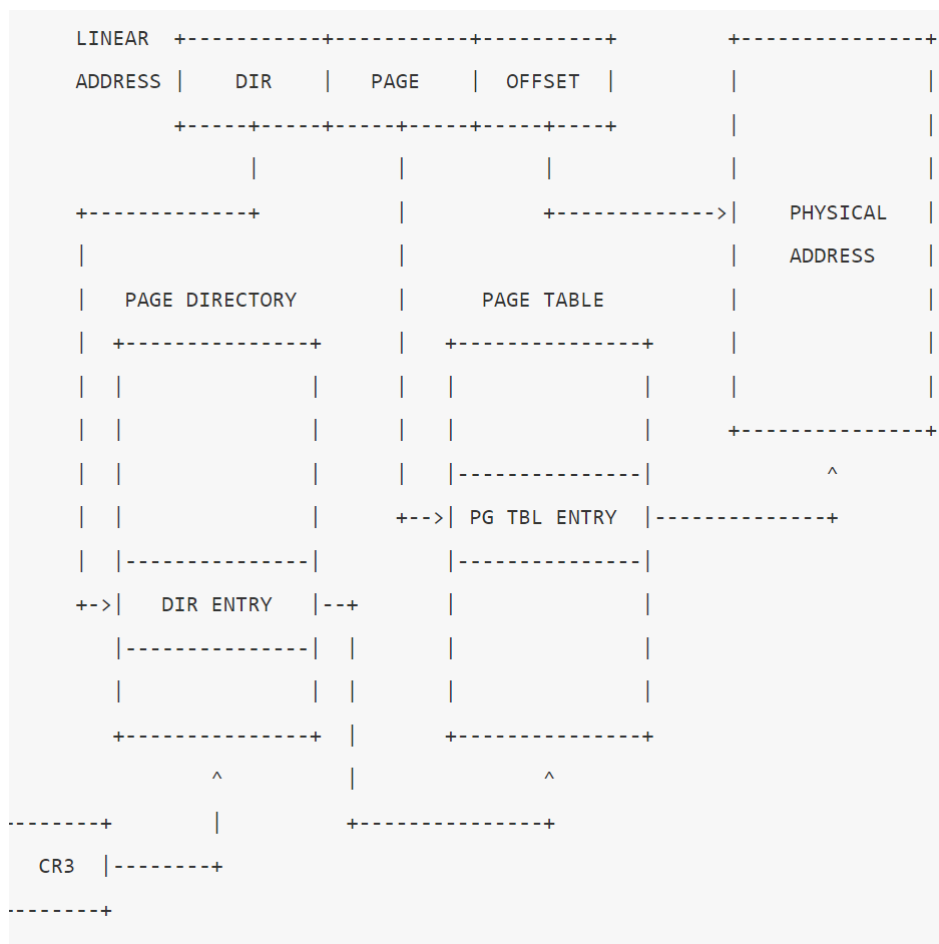 LINEAR +-----------+-----------+----------+ +---------------+
ADDRESS | DIR | PAGE | OFFSET | | |
+-----+-----+-----+-----+-----+----+ | |
| | | | |
+-------------+ | +------------->| PHYSICAL |
| | | ADDRESS |
| PAGE DIRECTORY | PAGE TABLE | |
| +---------------+ | +---------------+ | |
| | | | | | | |
| | | | | | +---------------+
| | | | |---------------| ^
| | | +-->| PG TBL ENTRY |--------------+
| |---------------| |---------------|
+->| DIR ENTRY |--+ | |
|---------------| | | |
| | | | |
+---------------+ | +---------------+
^ | ^
--------+ | +---------------+
CR3 |--------+
--------+